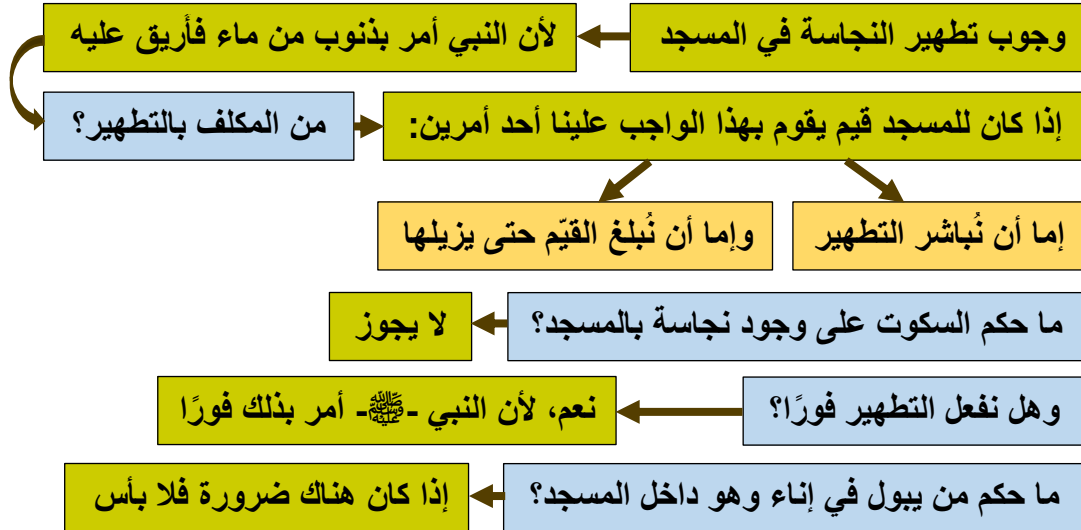 وجوب تطهير النجاسة في المسجد
لأن النبي أمر بذنوب من ماء فأريق عليه
من المكلف بالتطهير؟
إذا كان للمسجد قيم يقوم بهذا الواجب علينا أحد أمرين:
إما أن نُباشر التطهير
وإما أن نُبلغ القيّم حتى يزيلها
ما حكم السكوت على وجود نجاسة بالمسجد؟
لا يجوز
وهل نفعل التطهير فورًا؟
نعم، لأن النبي -ﷺ- أمر بذلك فورًا
ما حكم من يبول في إناء وهو داخل المسجد؟
إذا كان هناك ضرورة فلا بأس